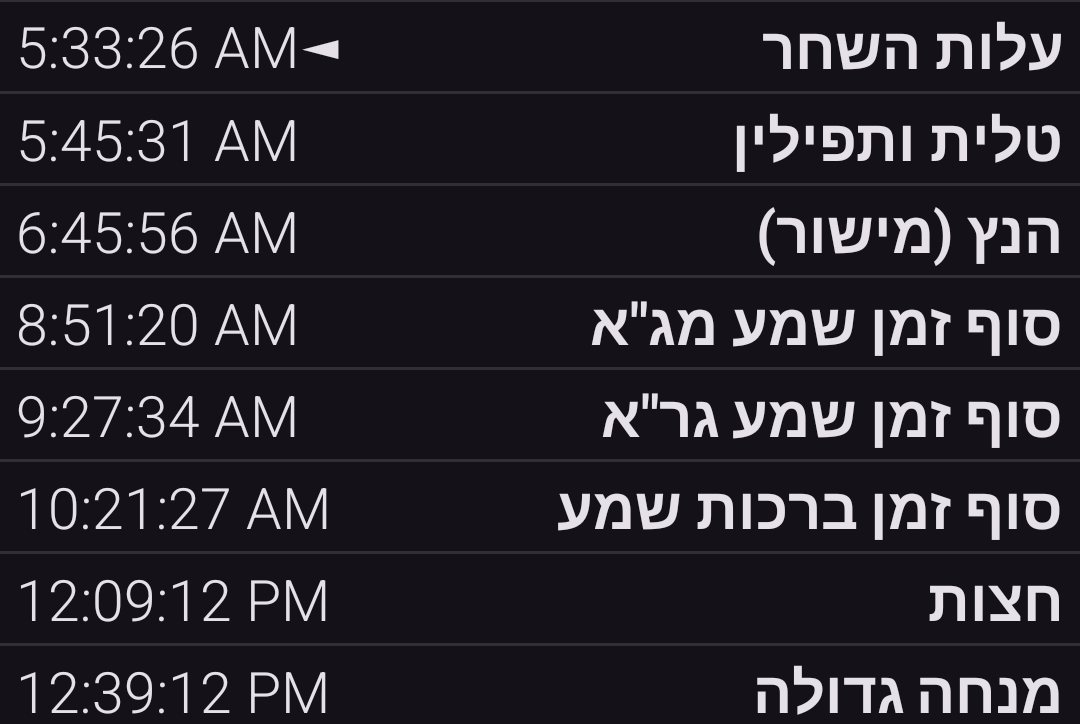 עלות השחר 5:33:26 AM◄
טלית ותפילין 5:45:31 AM
הנץ (מישור) 6:45:56 AM
סוף זמן שמע מג"א 8:51:20 AM
סוף זמן שמע גר"א 9:27:34 AM
סוף זמן ברכות שמע 10:21:27 AM
חצות 12:09:12 PM
מנחה גדולה 12:39:12 PM